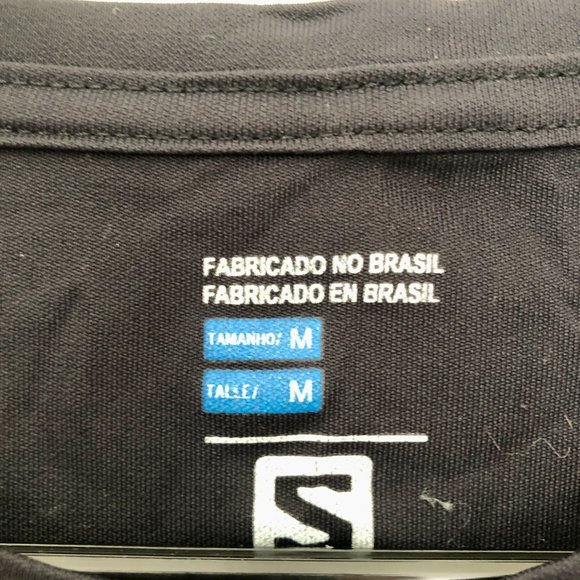 FABRICADO NO BRASIL
FABRICADO EN BRASIL
TAMANHO/ M
TALLE/ M